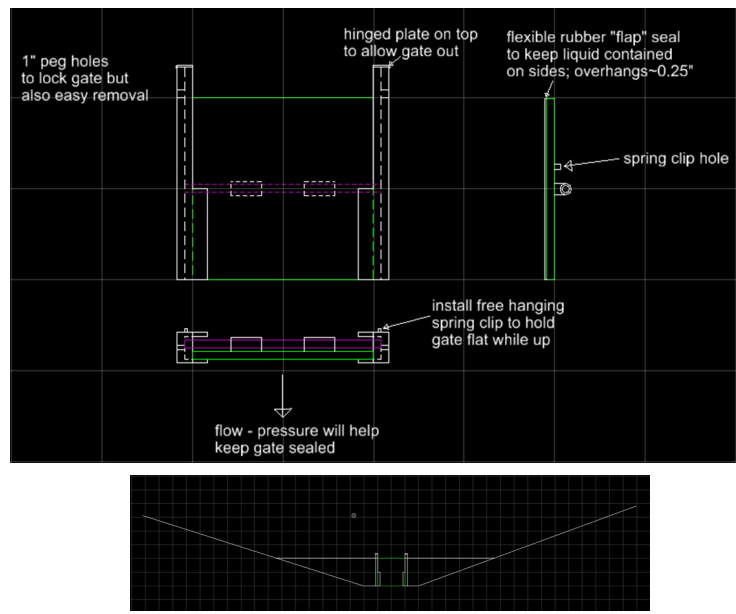 1" peg holes
to lock gate but
also easy removal
hinged plate on top
to allow gate out
flexible rubber "flap" seal
to keep liquid contained
on sides; overhangs~0.25"
spring clip hole
install free hanging
spring clip to hold
gate flat while up
flow - pressure will help
keep gate sealed